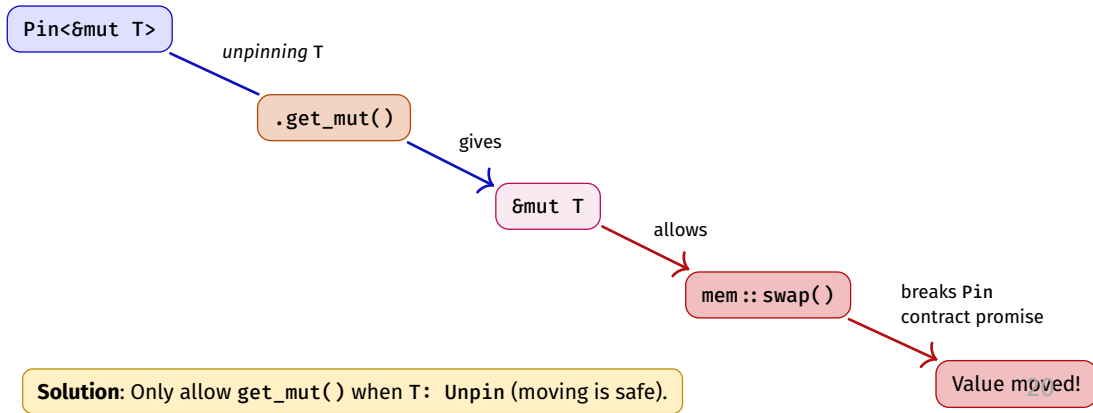 Pin<&mut T>
unpinning T
.get_mut()
gives
&mut T
allows
mem::swap()
breaks Pin
contract promise
Value moved!
20
Solution: Only allow get_mut() when T: Unpin (moving is safe).